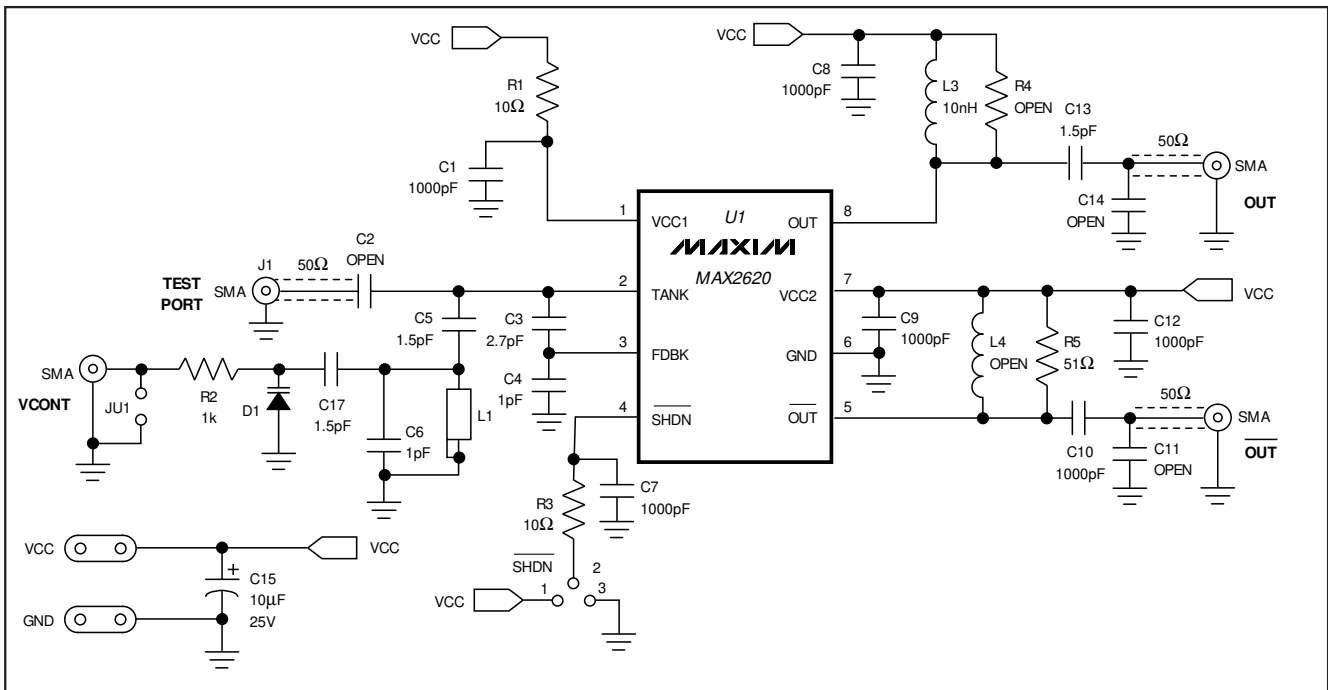 VCC
R1
10Ω
C1
1000pF
VCC
C8
1000pF
L3
10nH
R4
OPEN
C13
1.5pF
50Ω
SMA
OUT
C14
OPEN
1
VCC1
U1
OUT
8
MAXIM
MAX2620
TEST
PORT
SMA
J1
50Ω
C2
OPEN
2
TANK
7
VCC2
VCC
C5
1.5pF
C3
2.7pF
3
FDBK
C4
1pF
GND
6
C9
1000pF
L4
OPEN
R5
51Ω
C12
1000pF
SMA
VCONT
JU1
R2
1k
D1
C17
1.5pF
C6
1pF
L1
4
SHDN
OUT
5
C10
1000pF
50Ω
SMA
OUT
C11
OPEN
R3
10Ω
C7
1000pF
SHDN
VCC
1
2
3
VCC
VCC
C15
+
10µF
25V
GND